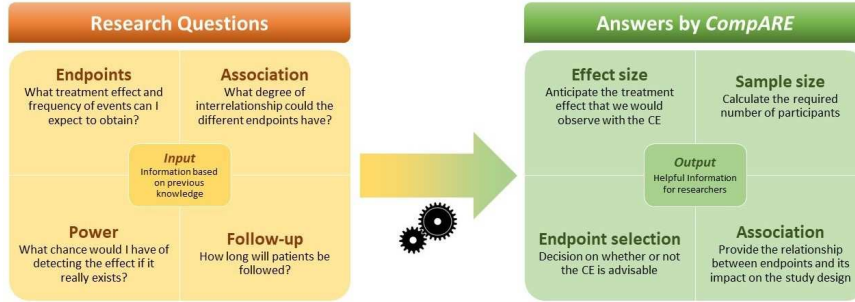 Research Questions
Endpoints
What treatment effect and
frequency of events can I
expect to obtain?
Association
What degree of
interrelationship could the
different endpoints have?
Input
Information based
on previous
knowledge
Power
What chance would I have of
detecting the effect if it
really exists?
Follow-up
How long will patients be
followed?
Answers by CompARE
Effect size
Anticipate the treatment
effect that we would
observe with the CE
Sample size
Calculate the required
number of participants
Output
Helpful Information
for researchers
Endpoint selection
Decision on whether or not
the CE is advisable
Association
Provide the relationship
between endpoints and its
impact on the study design